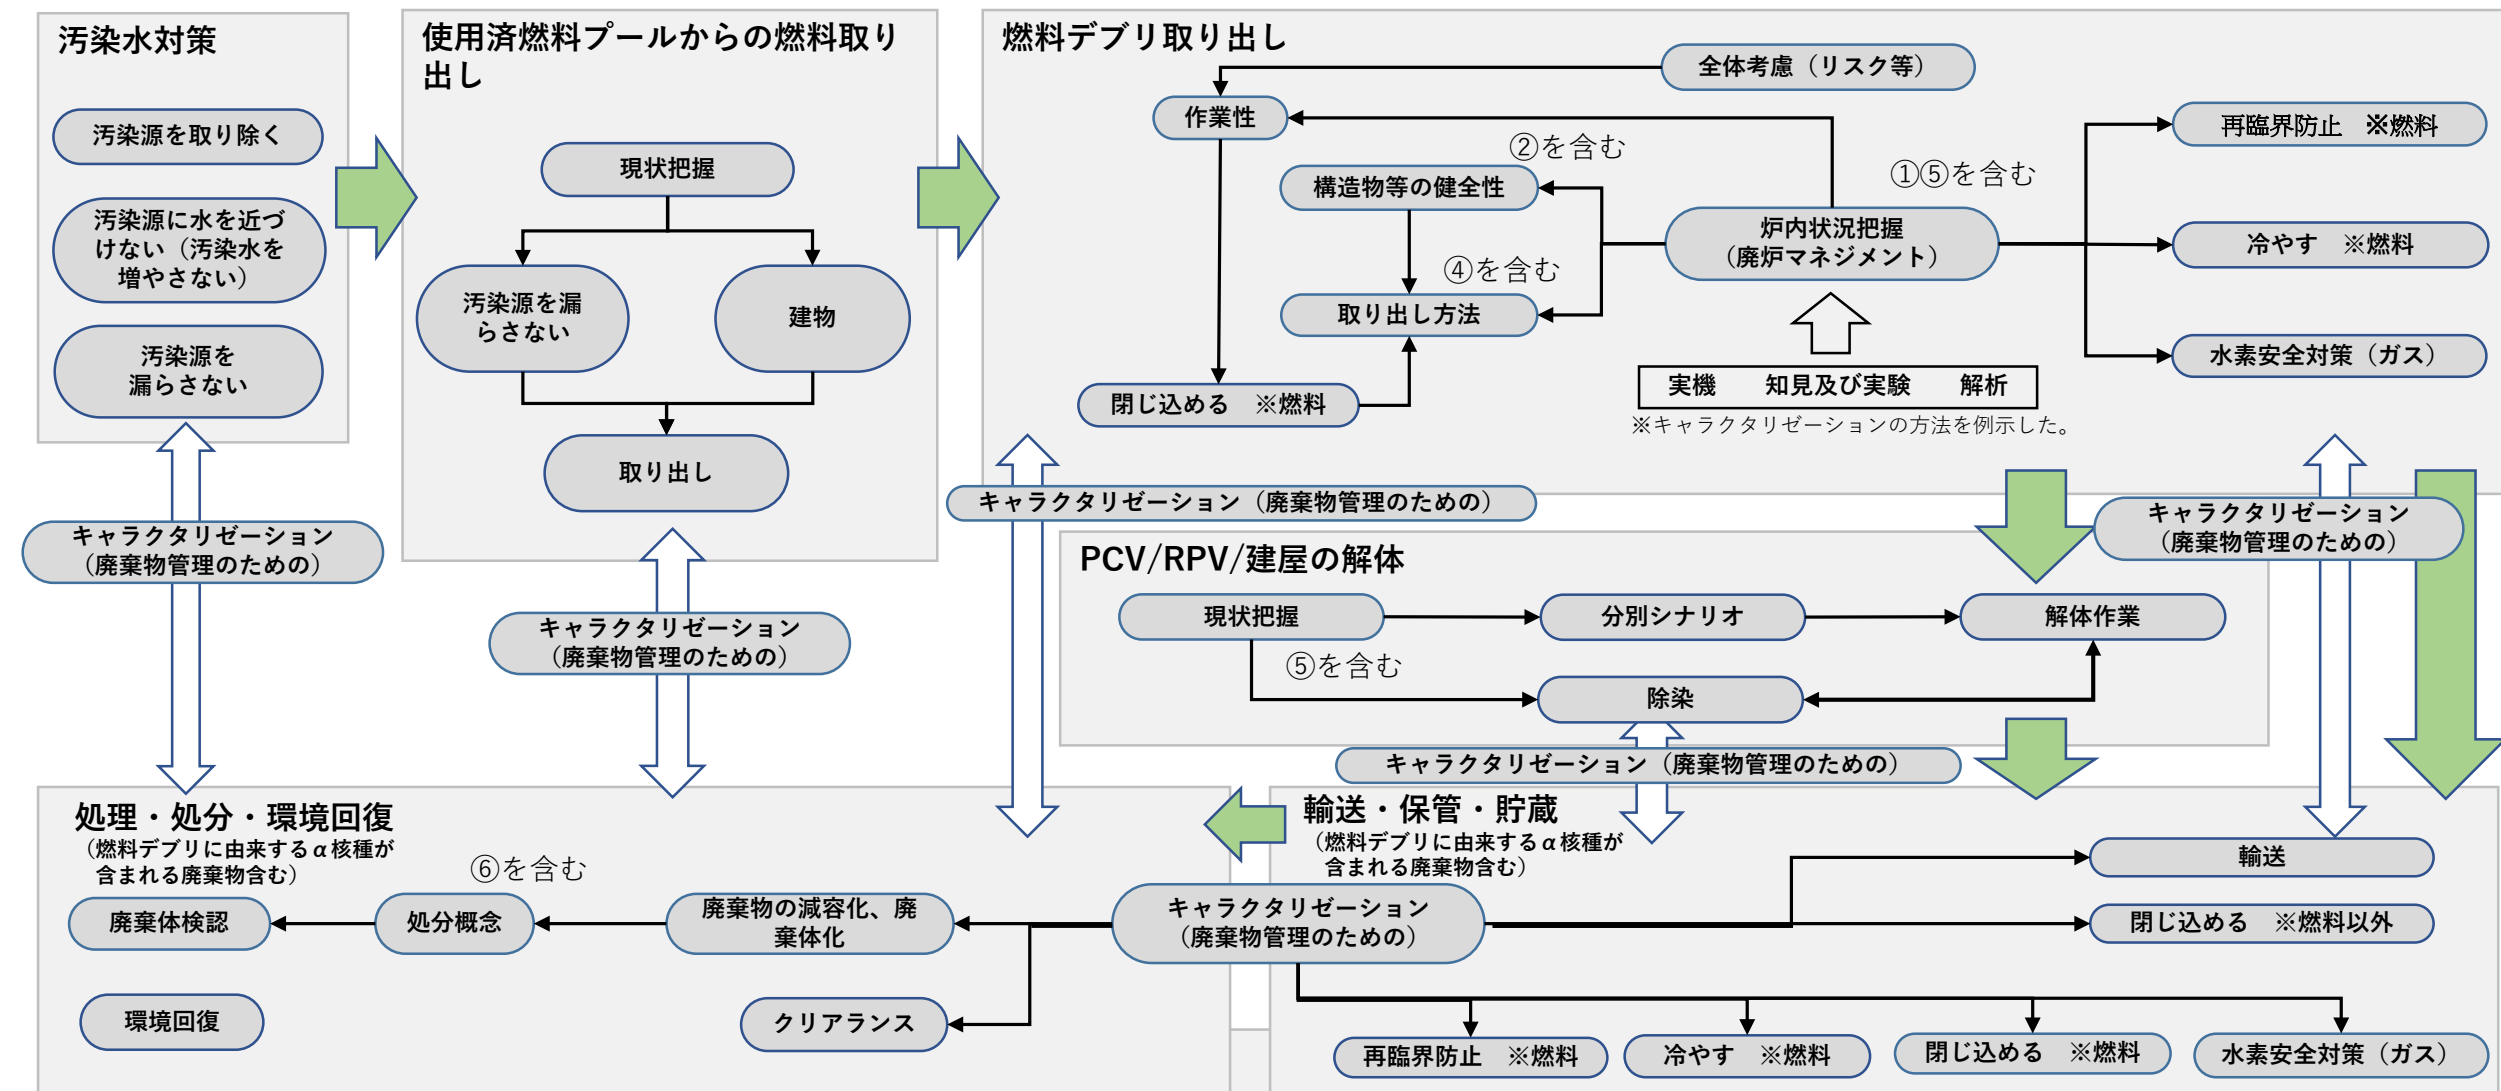 汚染水対策
汚染源を取り除く
汚染源に水を近づ
けない（汚染水を
増やさない）
汚染源を
漏らさない
使用済燃料プールからの燃料取り
出し
現状把握
汚染源を漏
らさない
建物
取り出し
燃料デブリ取り出し
全体考慮（リスク等）
作業性
②を含む
構造物等の健全性
④を含む
取り出し方法
閉じ込める　※燃料
①⑤を含む
炉内状況把握
（廃炉マネジメント）
実機　　知見及び実験　　解析
※キャラクタリゼーションの方法を例示した。
再臨界防止　※燃料
冷やす　※燃料
水素安全対策（ガス）
キャラクタリゼーション
（廃棄物管理のための）
キャラクタリゼーション
（廃棄物管理のための）
キャラクタリゼーション（廃棄物管理のための）
キャラクタリゼーション
（廃棄物管理のための）
PCV/RPV/建屋の解体
現状把握
分別シナリオ
解体作業
⑤を含む
除染
キャラクタリゼーション（廃棄物管理のための）
処理・処分・環境回復
（燃料デブリに由来するα核種が
含まれる廃棄物含む）
⑥を含む
廃棄体検認
処分概念
廃棄物の減容化、廃
棄体化
環境回復
クリアランス
キャラクタリゼーション
（廃棄物管理のための）
輸送・保管・貯蔵
（燃料デブリに由来するα核種が
含まれる廃棄物含む）
輸送
閉じ込める　※燃料以外
再臨界防止　※燃料
冷やす　※燃料
閉じ込める　※燃料
水素安全対策（ガス）